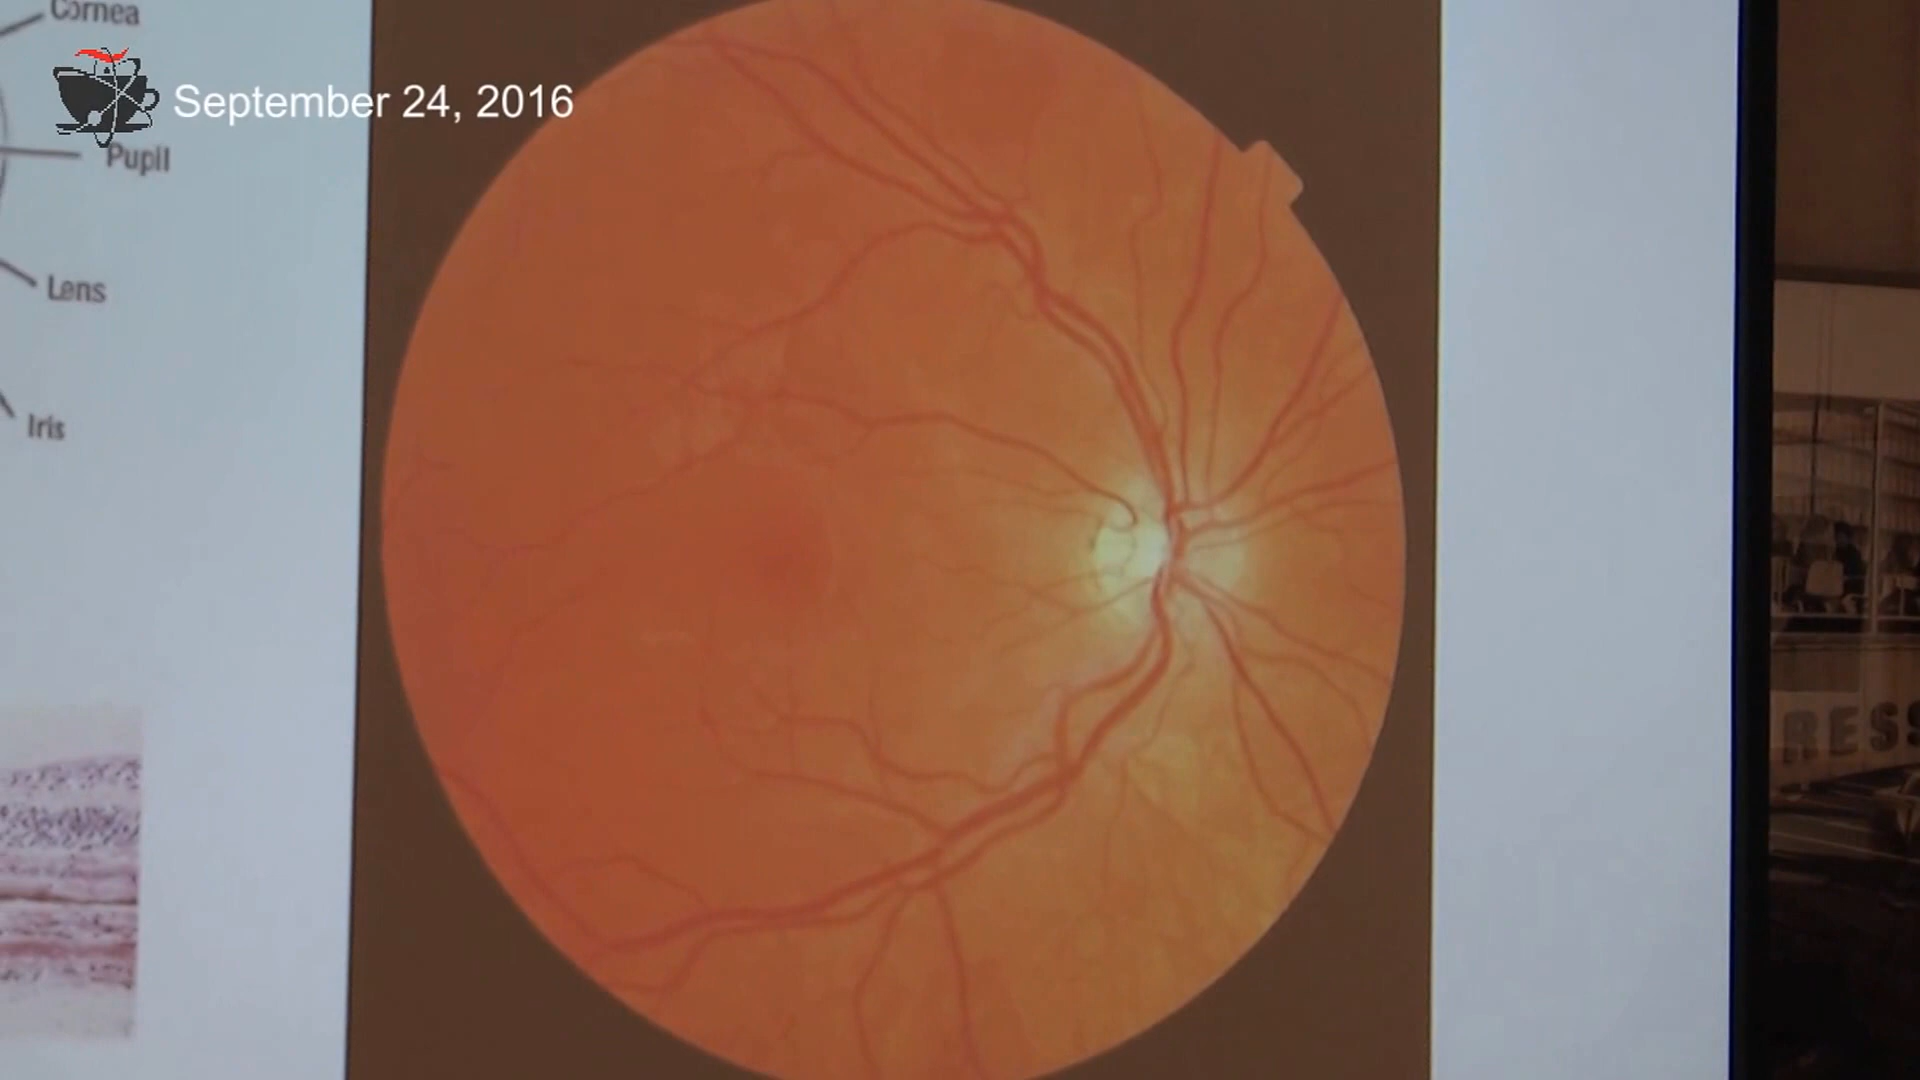 Cornea
September 24, 2016
Pupil
Lens
Iris
RESS